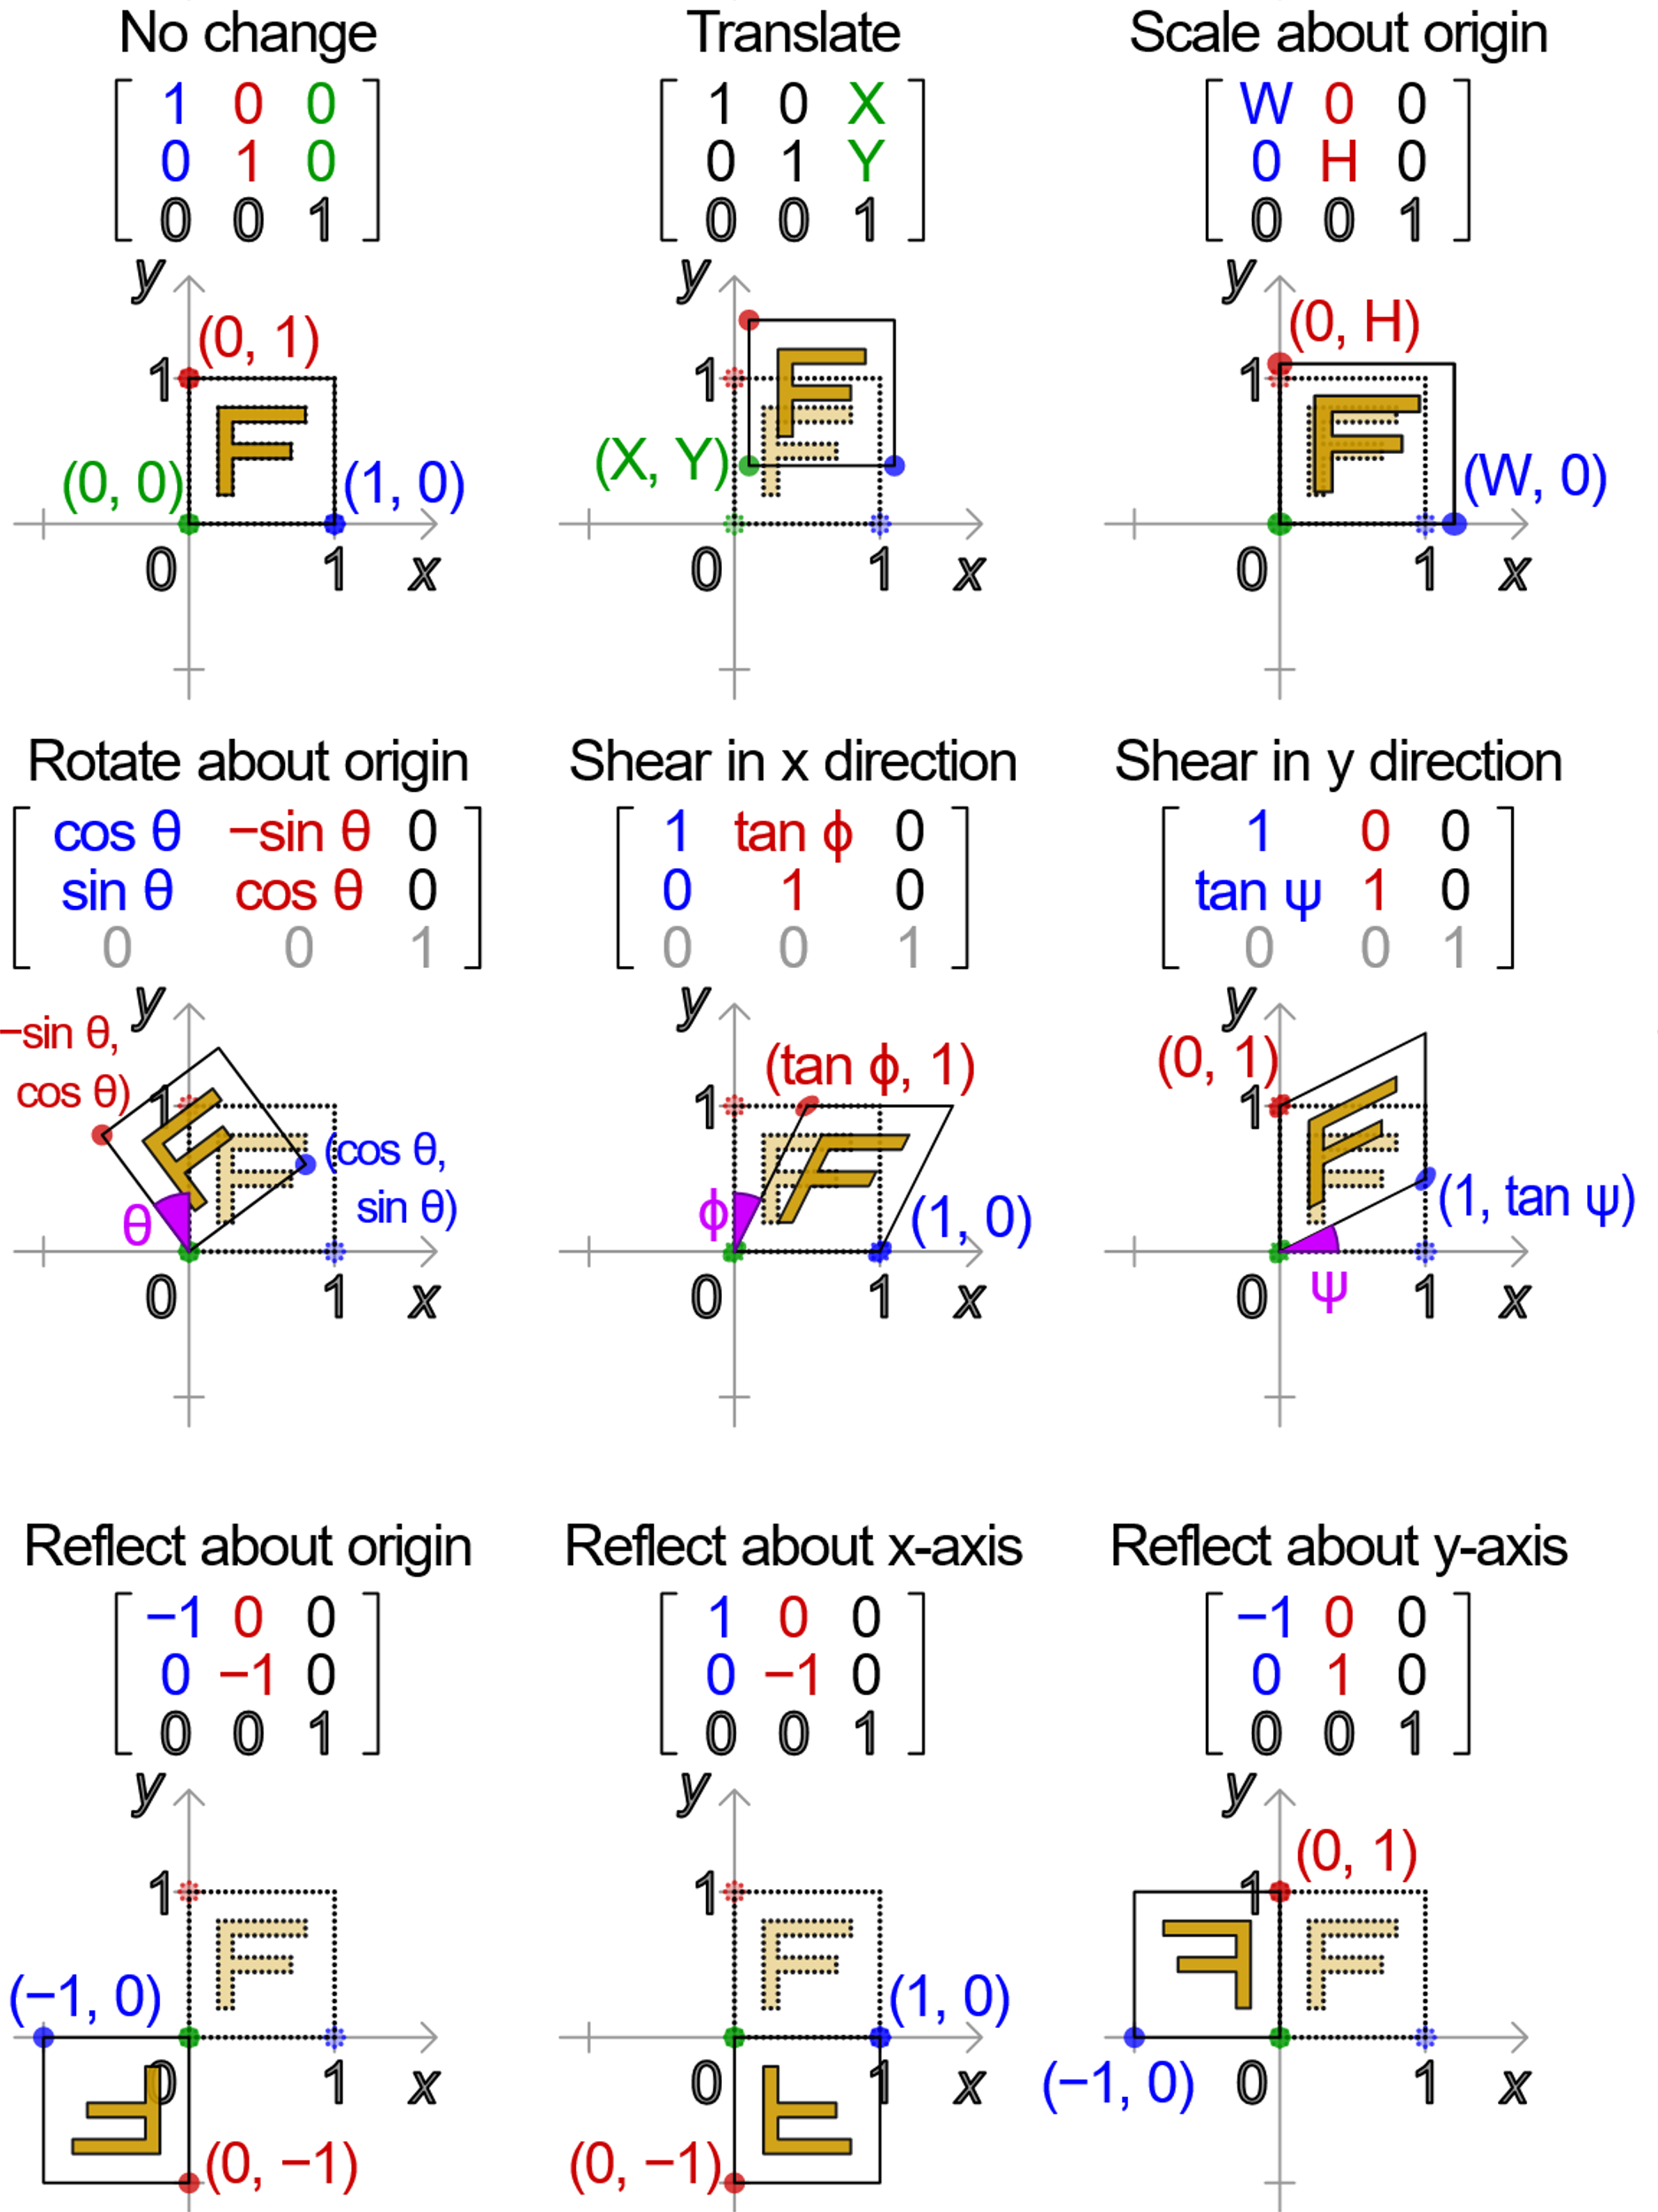 No change
Translate
Scale about origin
1 0 0
0 1 0
0 0 1
1 0 X
0 1 Y
0 0 1
W 0 0
0 H 0
0 0 1
y
(0, 1)
1
F
(0, 0)
(1, 0)
0
1
x
y
1
F
F
(X, Y)
0
1
x
y
(0, H)
1
F
F
(W, 0)
0
1
x
Rotate about origin
Shear in x direction
Shear in y direction
cos θ −sin θ 0
sin θ cos θ 0
0 0 1
1 tan ϕ 0
0 1 0
0 0 1
1 0 0
tan ψ 1 0
0 0 1
y
−sin θ,
cos θ)
1
F
F
(cos θ,
sin θ)
θ
0
1
x
y
(tan ϕ, 1)
1
F
F
ϕ
(1, 0)
0
1
x
y
(0, 1)
1
F
F
(1, tan ψ)
ψ
0
1
x
Reflect about origin
Reflect about x-axis
Reflect about y-axis
−1 0 0
0 −1 0
0 0 1
1 0 0
0 −1 0
0 0 1
−1 0 0
0 1 0
0 0 1
y
1
F
(−1, 0)
0
1
x
F
(0, −1)
y
1
F
(1, 0)
0
1
x
F
(0, −1)
y
(0, 1)
1
F
F
(−1, 0)
0
1
x